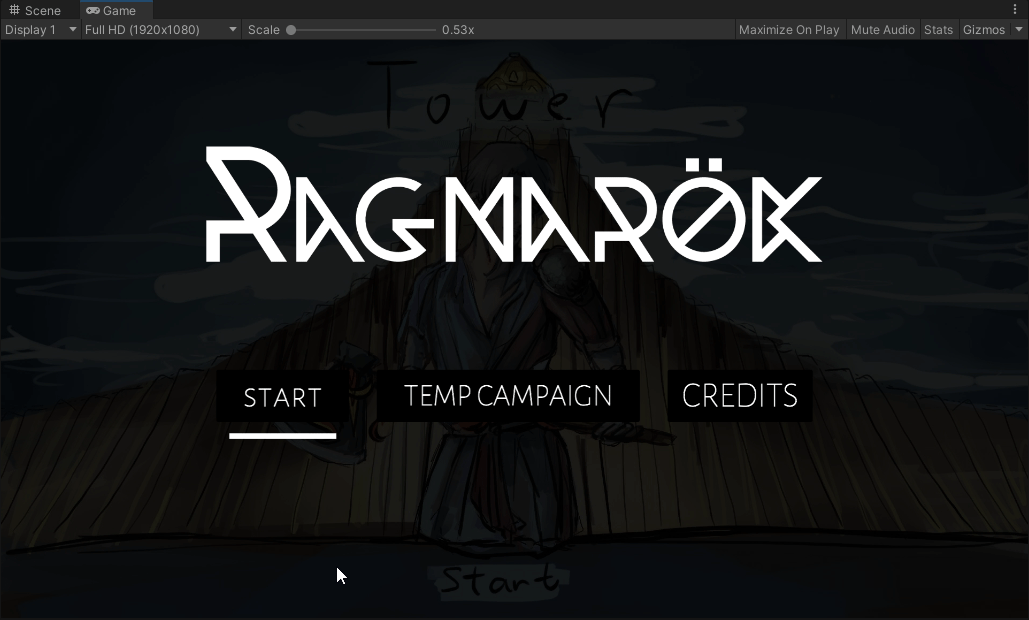 Scene Game
Display 1 Full HD (1920x1080) Scale 0.53x Maximize On Play Mute Audio Stats Gizmos
Tower
RAGNARÖK
START TEMP CAMPAIGN CREDITS
Start